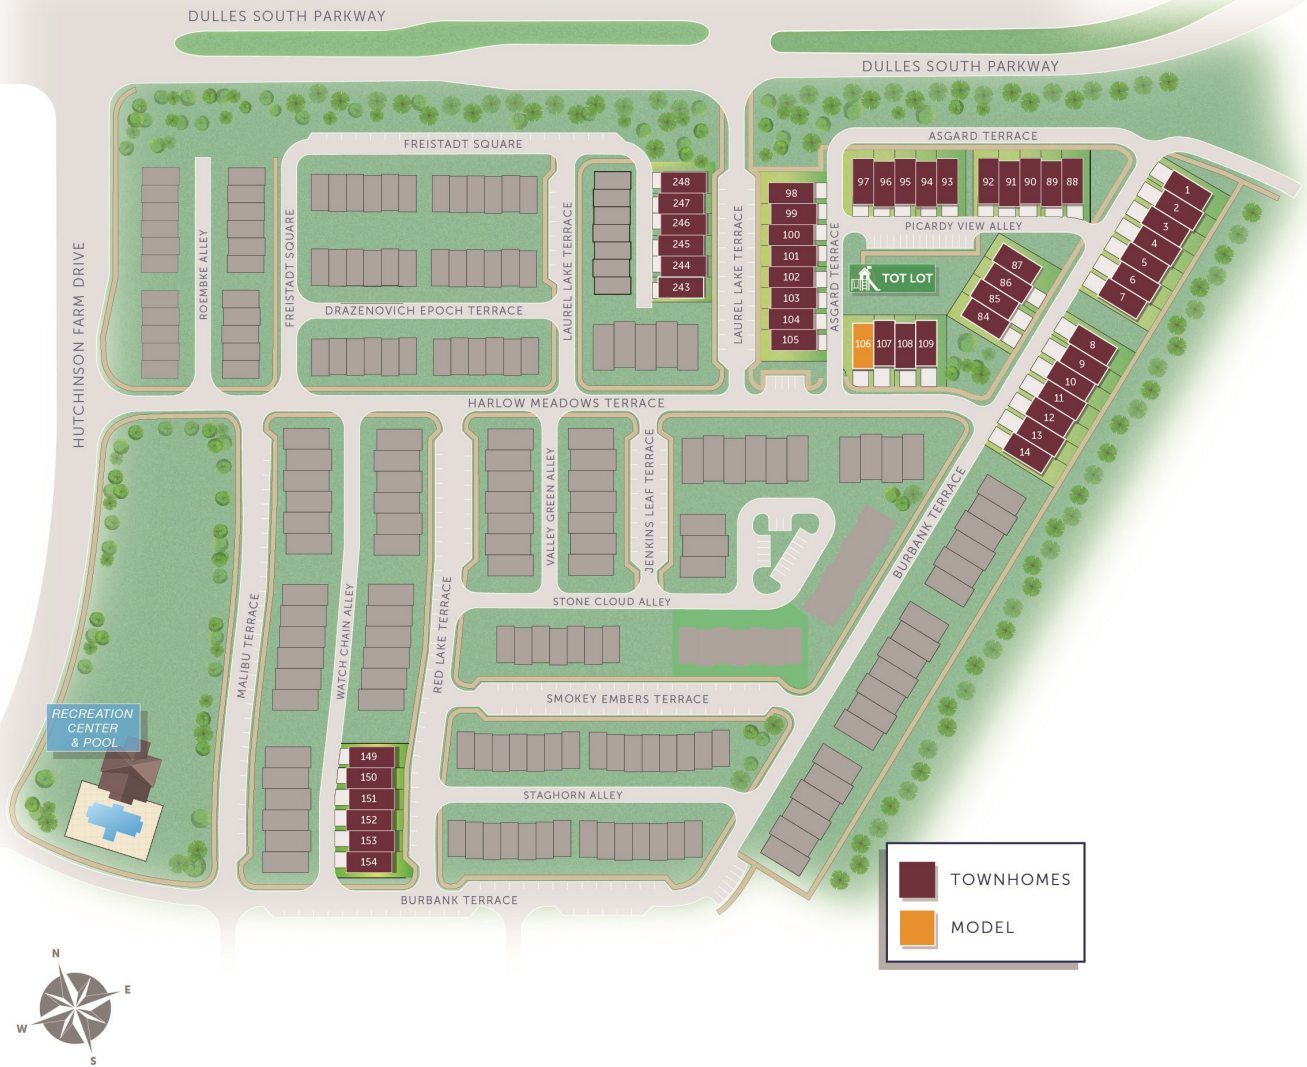 DULLES SOUTH PARKWAY
DULLES SOUTH PARKWAY
ASGARD TERRACE
FREISTADT SQUARE
97 96 95 94 93
92 91 90 89 88
PICARDY VIEW ALLEY
248
247
246
245
244
243
98
99
100
101
102
103
104
105
1
2
3
4
5
6
7
87
86
85
84
TOT LOT
106 107 108 109
8
9
10
11
12
13
14
HUTCHINSON FARM DRIVE
ROEMBKE ALLEY
FREISTADT SQUARE
LAUREL LAKE TERRACE
LAUREL LAKE TERRACE
ASGARD TERRACE
DRAZENOVICH EPOCH TERRACE
HARLOW MEADOWS TERRACE
VALLEY GREEN ALLEY
JENKINS LEAF TERRACE
BURBANK TERRACE
STONE CLOUD ALLEY
MALIBU TERRACE
WATCH CHAIN ALLEY
RED LAKE TERRACE
SMOKEY EMBERS TERRACE
RECREATION
CENTER
& POOL
149
150
151
152
153
154
STAGHORN ALLEY
BURBANK TERRACE
TOWNHOMES
MODEL
N
E
W
S